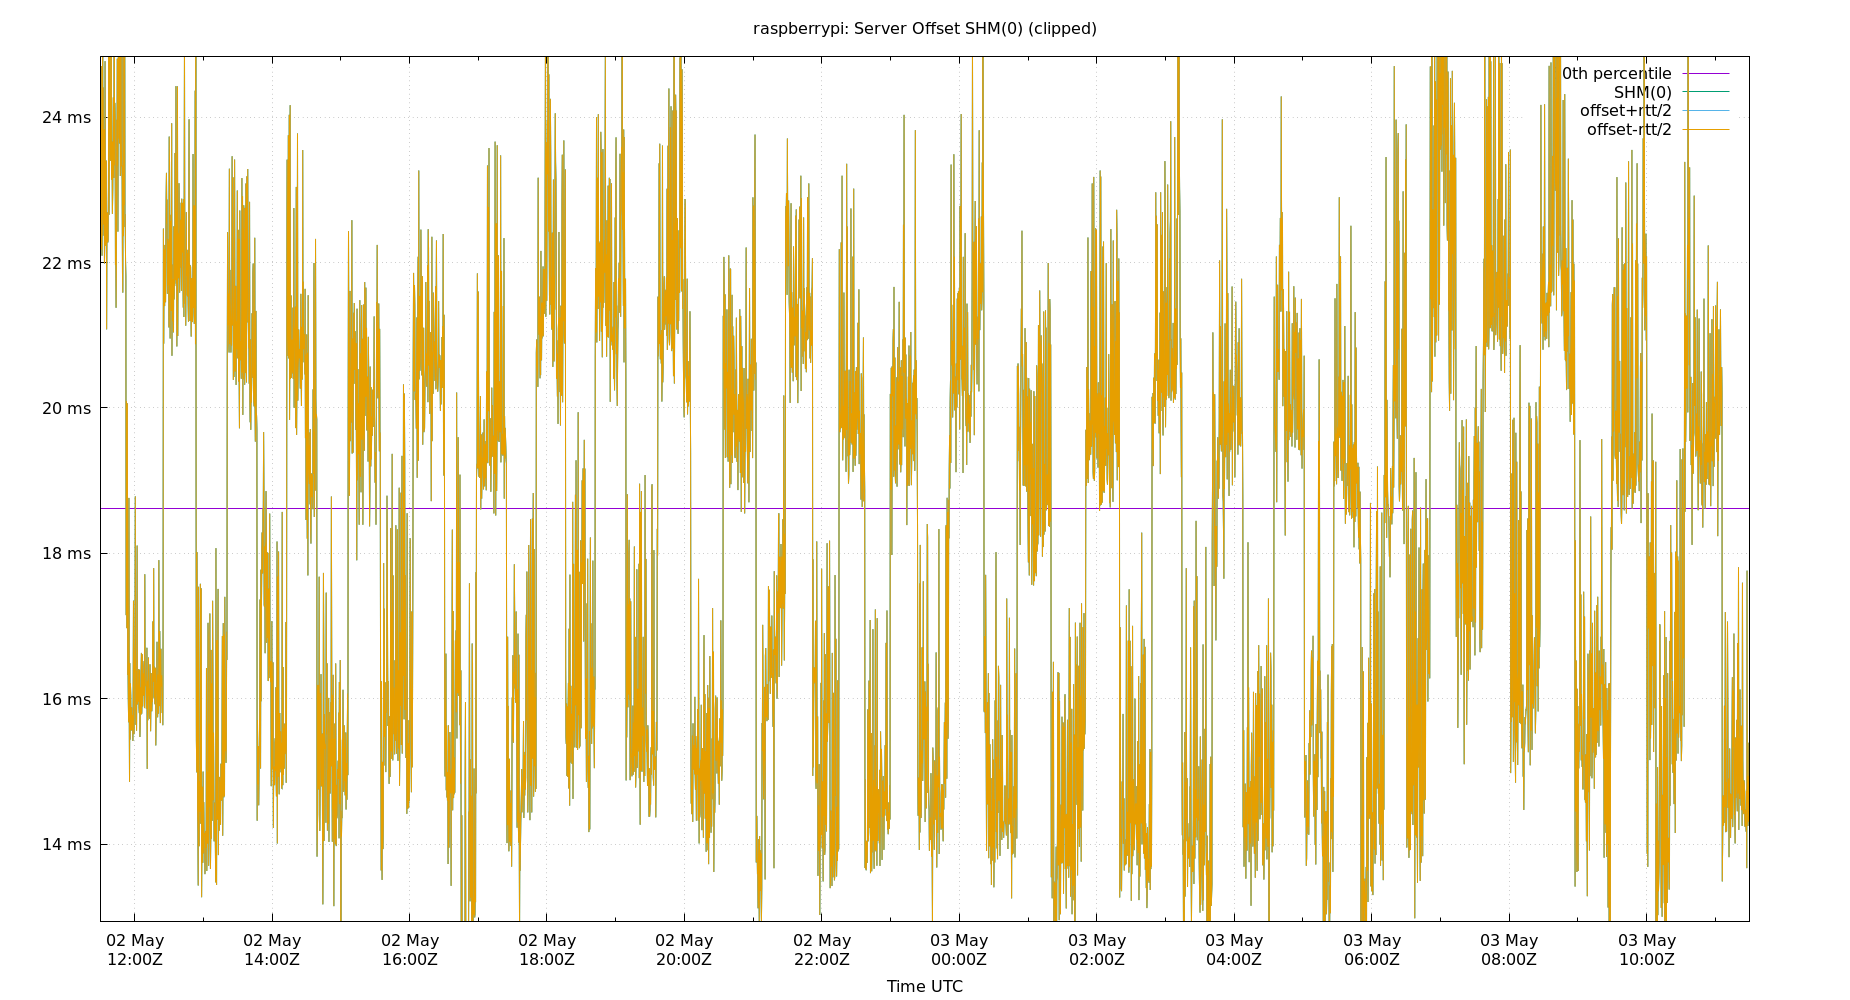 raspberrypi: Server Offset SHM(0) (clipped)
0th percentile
SHM(0)
offset+rtt/2
offset-rtt/2
24 ms
22 ms
20 ms
18 ms
16 ms
14 ms
02 May 02 May 02 May 02 May 02 May 02 May 03 May 03 May 03 May 03 May 03 May 03 May
12:00Z 14:00Z 16:00Z 18:00Z 20:00Z 22:00Z 00:00Z 02:00Z 04:00Z 06:00Z 08:00Z 10:00Z
Time UTC